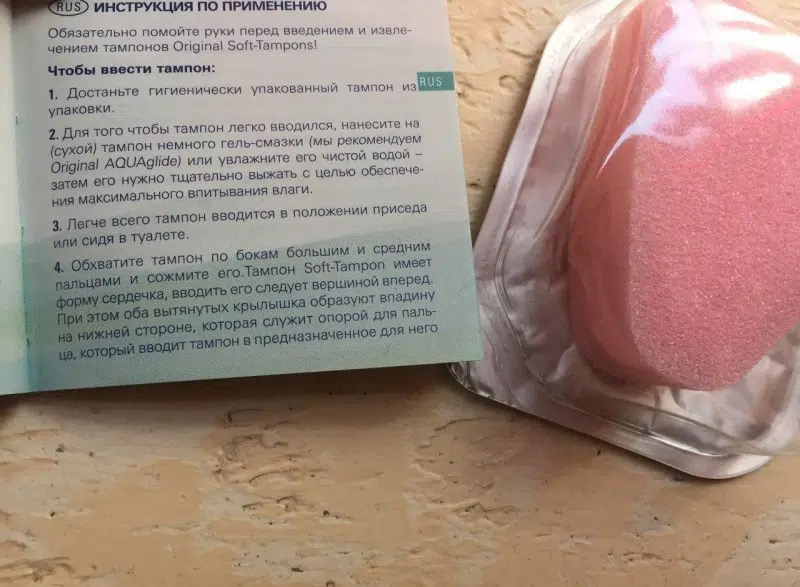 RUS ИНСТРУКЦИЯ ПО ПРИМЕНЕНИЮ
Обязательно помойте руки перед введением и извле-
чением тампонов Original Soft-Tampons!
Чтобы ввести тампон:
1. Достаньте гигиенически упакованный тампон из
упаковки.
RUS
2. Для того чтобы тампон легко вводился, нанесите на
(сухой) тампон немного гель-смазки (мы рекомендуем
Original AQUAglide) или увлажните его чистой водой –
затем его нужно тщательно выжать с целью обеспече-
ния максимального впитывания влаги.
3. Легче всего тампон вводится в положении приседа
или сидя в туалете.
4. Обхватите тампон по бокам большим и средним
пальцами и сожмите его.Тампон Soft-Tampon имеет
форму сердечка, вводить его следует вершиной вперед.
При этом оба вытянутых крылышка образуют впадину
на нижней стороне, которая служит опорой для паль-
ца, который вводит тампон в предназначенное для него